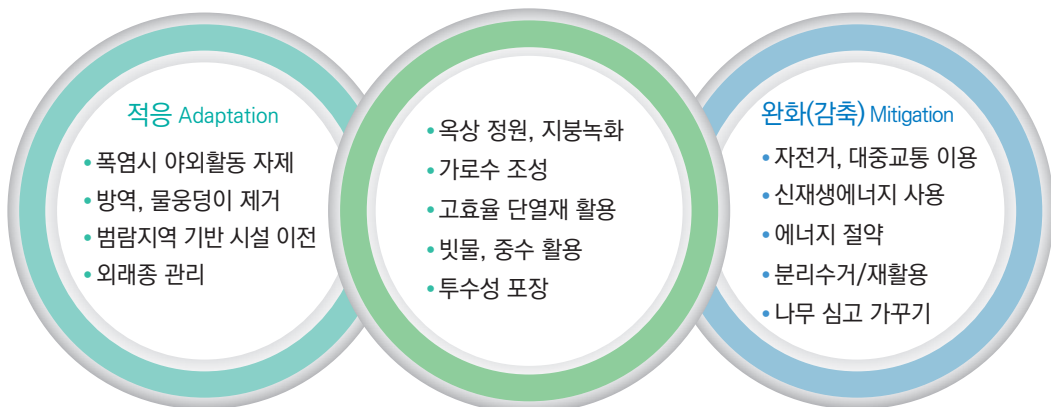 적응 Adaptation
• 폭염시 야외활동 자제
• 방역, 물웅덩이 제거
• 범람지역 기반 시설 이전
• 외래종 관리
• 옥상 정원, 지붕녹화
• 가로수 조성
• 고효율 단열재 활용
• 빗물, 중수 활용
• 투수성 포장
완화(감축) Mitigation
• 자전거, 대중교통 이용
• 신재생에너지 사용
• 에너지 절약
• 분리수거/재활용
• 나무 심고 가꾸기